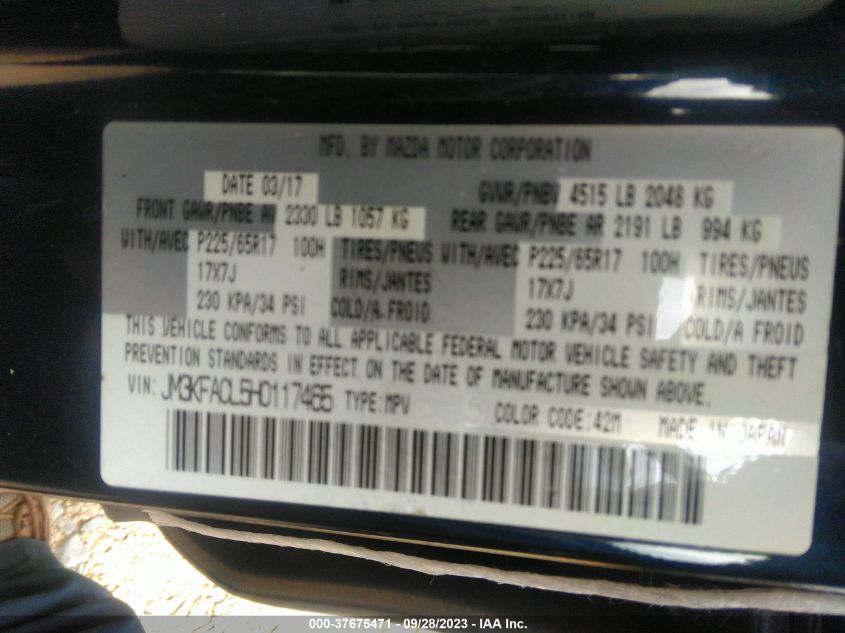 MFD. BY MAZDA MOTOR CORPORATION
DATE 03/17 GVWR/PNBV 4515 LB 2048 KG
FRONT GAWR/PNBE AV 2330 LB 1057 KG REAR GAWR/PNBE AR 2191 LB 994 KG
WITH/AVEC P225/65R17 100H TIRES/PNEUS WITH/AVEC P225/65R17 100H TIRES/PNEUS
17X7J RIMS/JANTES 17X7J RIMS/JANTES
230 KPA/34 PSI COLD/A FROID 230 KPA/34 PSI COLD/A FROID
THIS VEHICLE CONFORMS TO ALL APPLICABLE FEDERAL MOTOR VEHICLE SAFETY AND THEFT
PREVENTION STANDARDS IN EFFECT ON THE DATE OF MANUFACTURE SHOWN ABOVE.
VIN: JM3KFACL5H0117465 TYPE:MPV COLOR CODE:42M MADE IN JAPAN
000-37675471 - 09/28/2023 - IAA Inc.